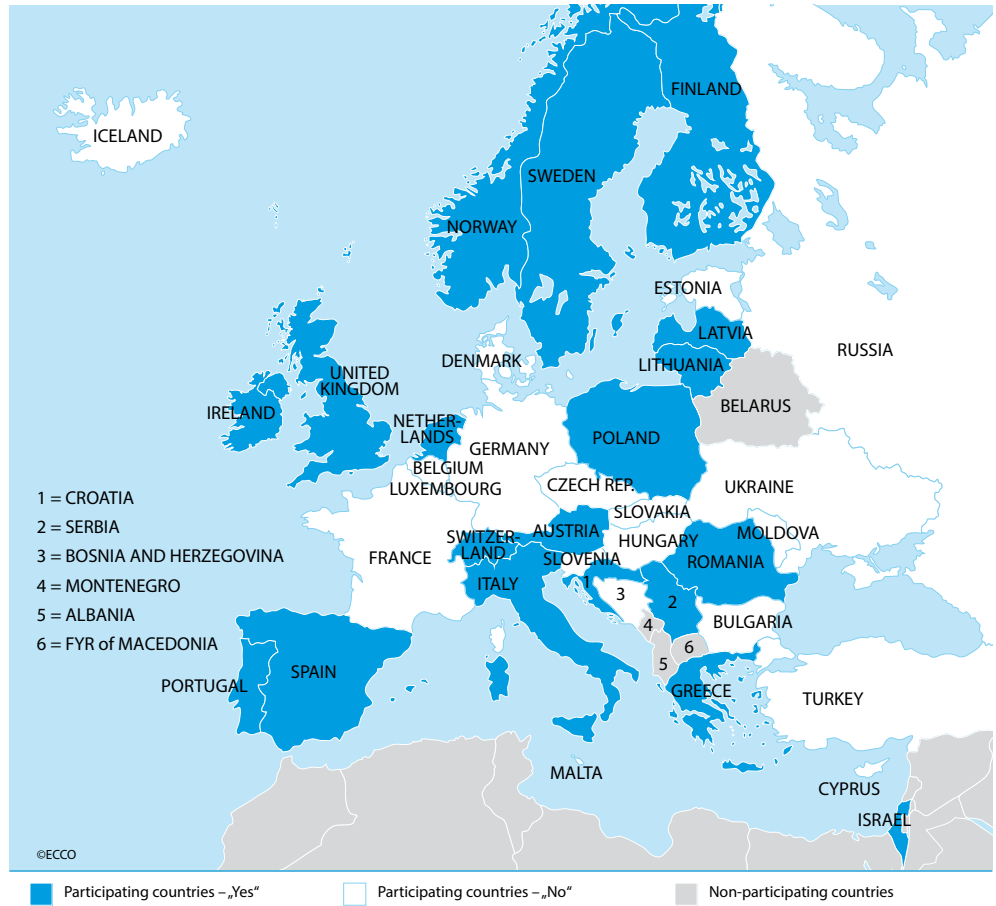 ICELAND
FINLAND
SWEDEN
NORWAY
ESTONIA
LATVIA
RUSSIA
DENMARK
LITHUANIA
UNITED
KINGDOM
BELARUS
IRELAND
NETHER-
LANDS
POLAND
GERMANY
BELGIUM
LUXEMBOURG
CZECH REP.
UKRAINE
SLOVAKIA
1 = CROATIA
2 = SERBIA
3 = BOSNIA AND HERZEGOVINA
4 = MONTENEGRO
5 = ALBANIA
6 = FYR of MACEDONIA
AUSTRIA
MOLDOVA
SWITZER-
LAND
HUNGARY
FRANCE
SLOVENIA
ROMANIA
ITALY
1
3
2
BULGARIA
4
6
5
SPAIN
PORTUGAL
GREECE
TURKEY
MALTA
CYPRUS
ISRAEL
©ECCO
Participating countries – „Yes“
Participating countries – „No“
Non-participating countries